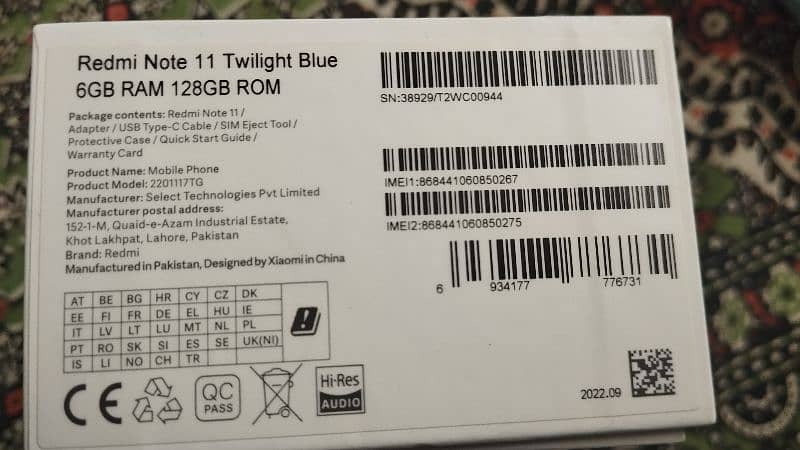 Redmi Note 11 Twilight Blue
6GB RAM 128GB ROM
Package contents: Redmi Note 11 /
Adapter / USB Type-C Cable / SIM Eject Tool /
Protective Case / Quick Start Guide /
Warranty Card
Product Name: Mobile Phone
Product Model: 2201117TG
Manufacturer: Select Technologies Pvt Limited
Manufacturer postal address:
152-1-M, Quaid-e-Azam Industrial Estate,
Khot Lakhpat, Lahore, Pakistan
Brand: Redmi
Manufactured in Pakistan, Designed by Xiaomi in China
SN:38929/T2WC00944
IMEI1:868441060850267
IMEI2:868441060850275
6 934177 776731
AT BE BG HR CY CZ DK
EE FI FR DE EL HU IE
IT LV LT LU MT NL PL
PT RO SK SI ES SE UK(NI)
IS LI NO CH TR
CE
QC
PASS
Hi-Res
AUDIO
2022.09